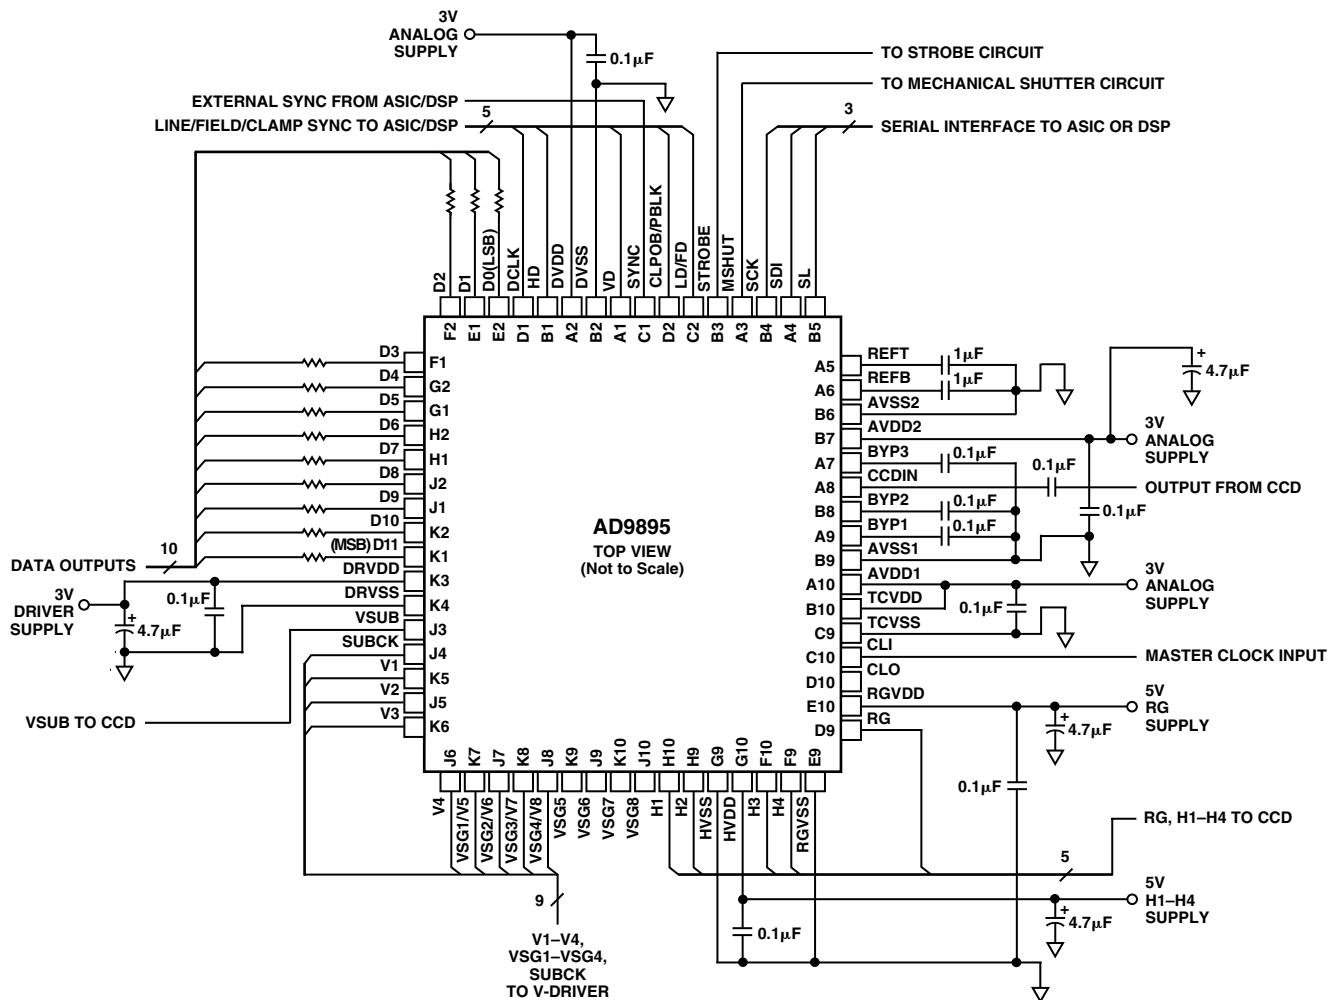 3V
ANALOG
SUPPLY
0.1µF
TO STROBE CIRCUIT
TO MECHANICAL SHUTTER CIRCUIT
EXTERNAL SYNC FROM ASIC/DSP
LINE/FIELD/CLAMP SYNC TO ASIC/DSP
5
3
SERIAL INTERFACE TO ASIC OR DSP
D2
D1
D0(LSB)
DCLK
HD
DVDD
DVSS
VD
SYNC
CLPOB/PBLK
LD/FD
STROBE
MSHUT
SCK
SDI
SL
F2
E1
E2
D1
B1
A2
B2
A1
C1
D2
C2
B3
A3
B4
A4
B5
D3
F1
D4
G2
D5
G1
D6
H2
D7
H1
D8
J2
D9
J1
D10
K2
(MSB) D11
K1
DATA OUTPUTS
10
DRVDD
K3
3V
DRIVER
SUPPLY
0.1µF
+
4.7µF
DRVSS
K4
VSUB
J3
SUBCK
J4
V1
K5
V2
J5
V3
K6
VSUB TO CCD
AD9895
TOP VIEW
(Not to Scale)
A5
REFT
1µF
A6
REFB
1µF
B6
AVSS2
B7
AVDD2
+
4.7µF
3V
ANALOG
SUPPLY
A7
BYP3
0.1µF
A8
CCDIN
0.1µF
OUTPUT FROM CCD
B8
BYP2
0.1µF
0.1µF
A9
BYP1
0.1µF
B9
AVSS1
A10
AVDD1
3V
ANALOG
SUPPLY
B10
TCVDD
0.1µF
C9
TCVSS
C10
CLI
MASTER CLOCK INPUT
D10
CLO
E10
RGVDD
5V
RG
SUPPLY
+
4.7µF
D9
RG
J6
K7
J7
K8
J8
K9
J9
K10
J10
H10
H9
G9
G10
F10
F9
E9
V4
VSG1/V5
VSG2/V6
VSG3/V7
VSG4/V8
VSG5
VSG6
VSG7
VSG8
H1
H2
HVSS
HVDD
H3
H4
RGVSS
0.1µF
RG, H1–H4 TO CCD
5
5V
H1–H4
SUPPLY
+
4.7µF
0.1µF
9
V1–V4,
VSG1–VSG4,
SUBCK
TO V-DRIVER